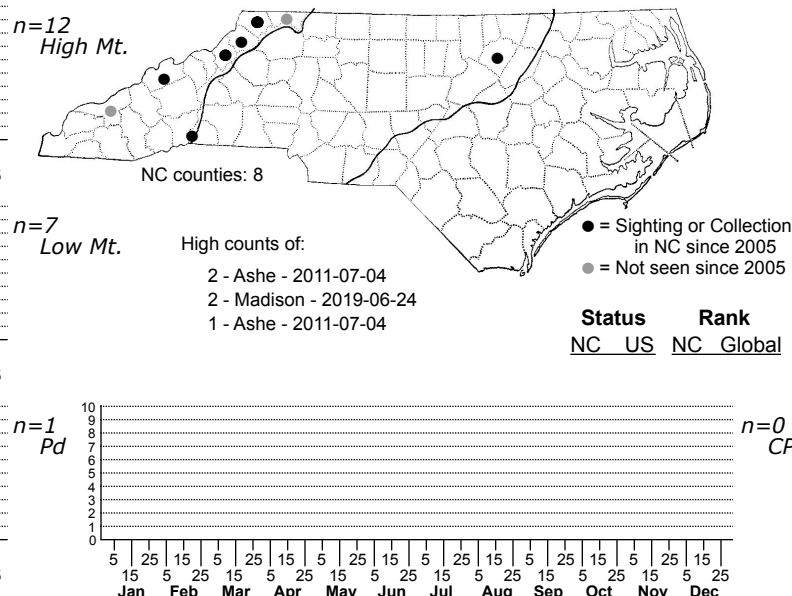 n=12
High Mt.
NC counties: 8
n=7
Low Mt.
High counts of:
2 - Ashe - 2011-07-04
2 - Madison - 2019-06-24
1 - Ashe - 2011-07-04
● = Sighting or Collection
in NC since 2005
● = Not seen since 2005
Status Rank
NC US NC Global
n=1
Pd
n=0
CP
10
9
8
7
6
5
4
3
2
1
0
5 25 15 5 25 15 5 25 15 5 25 15 5 25 15 5 25 15
15 5 25 15 5 25 15 5 25 15 5 25 15 5 25 15 5 25
Jan Feb Mar Apr May Jun Jul Aug Sep Oct Nov Dec